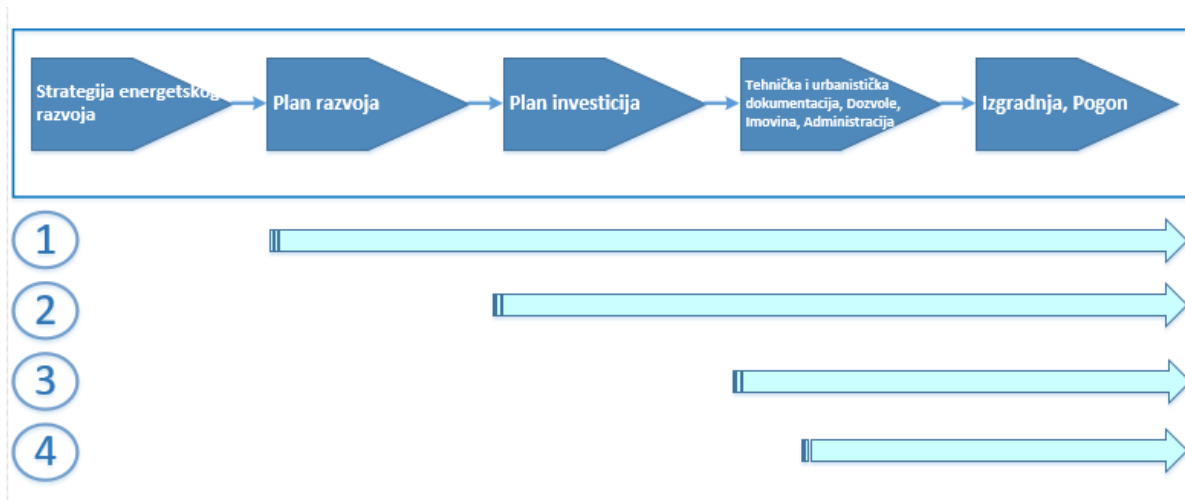 Strategija energetskog
razvoja
Plan razvoja
Plan investicija
Tehnička i urbanistička
dokumentacija, Dozvole,
Imovina, Administracija
Izgradnja, Pogon
1
2
3
4